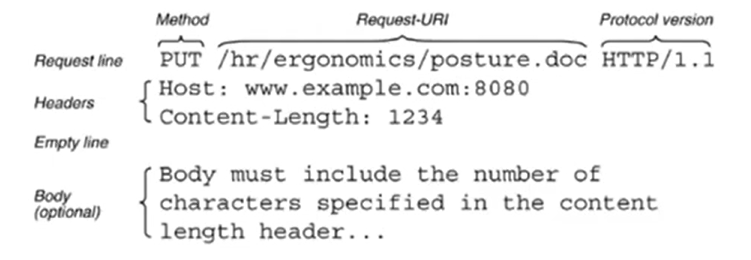 Method Request-URI Protocol version
Request line PUT /hr/ergonomics/posture.doc HTTP/1.1
Headers Host: www.example.com:8080
Content-Length: 1234
Empty line
Body (optional) Body must include the number of
characters specified in the content
length header...